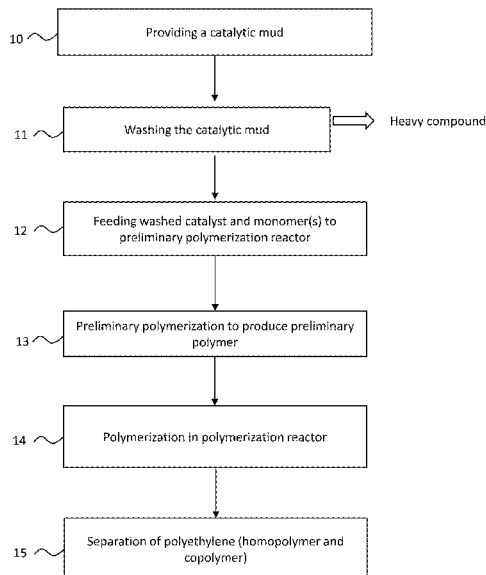 10
Providing a catalytic mud
11
Washing the catalytic mud
Heavy compound
12
Feeding washed catalyst and monomer(s) to
preliminary polymerization reactor
13
Preliminary polymerization to produce preliminary
polymer
14
Polymerization in polymerization reactor
15
Separation of polyethylene (homopolymer and
copolymer)